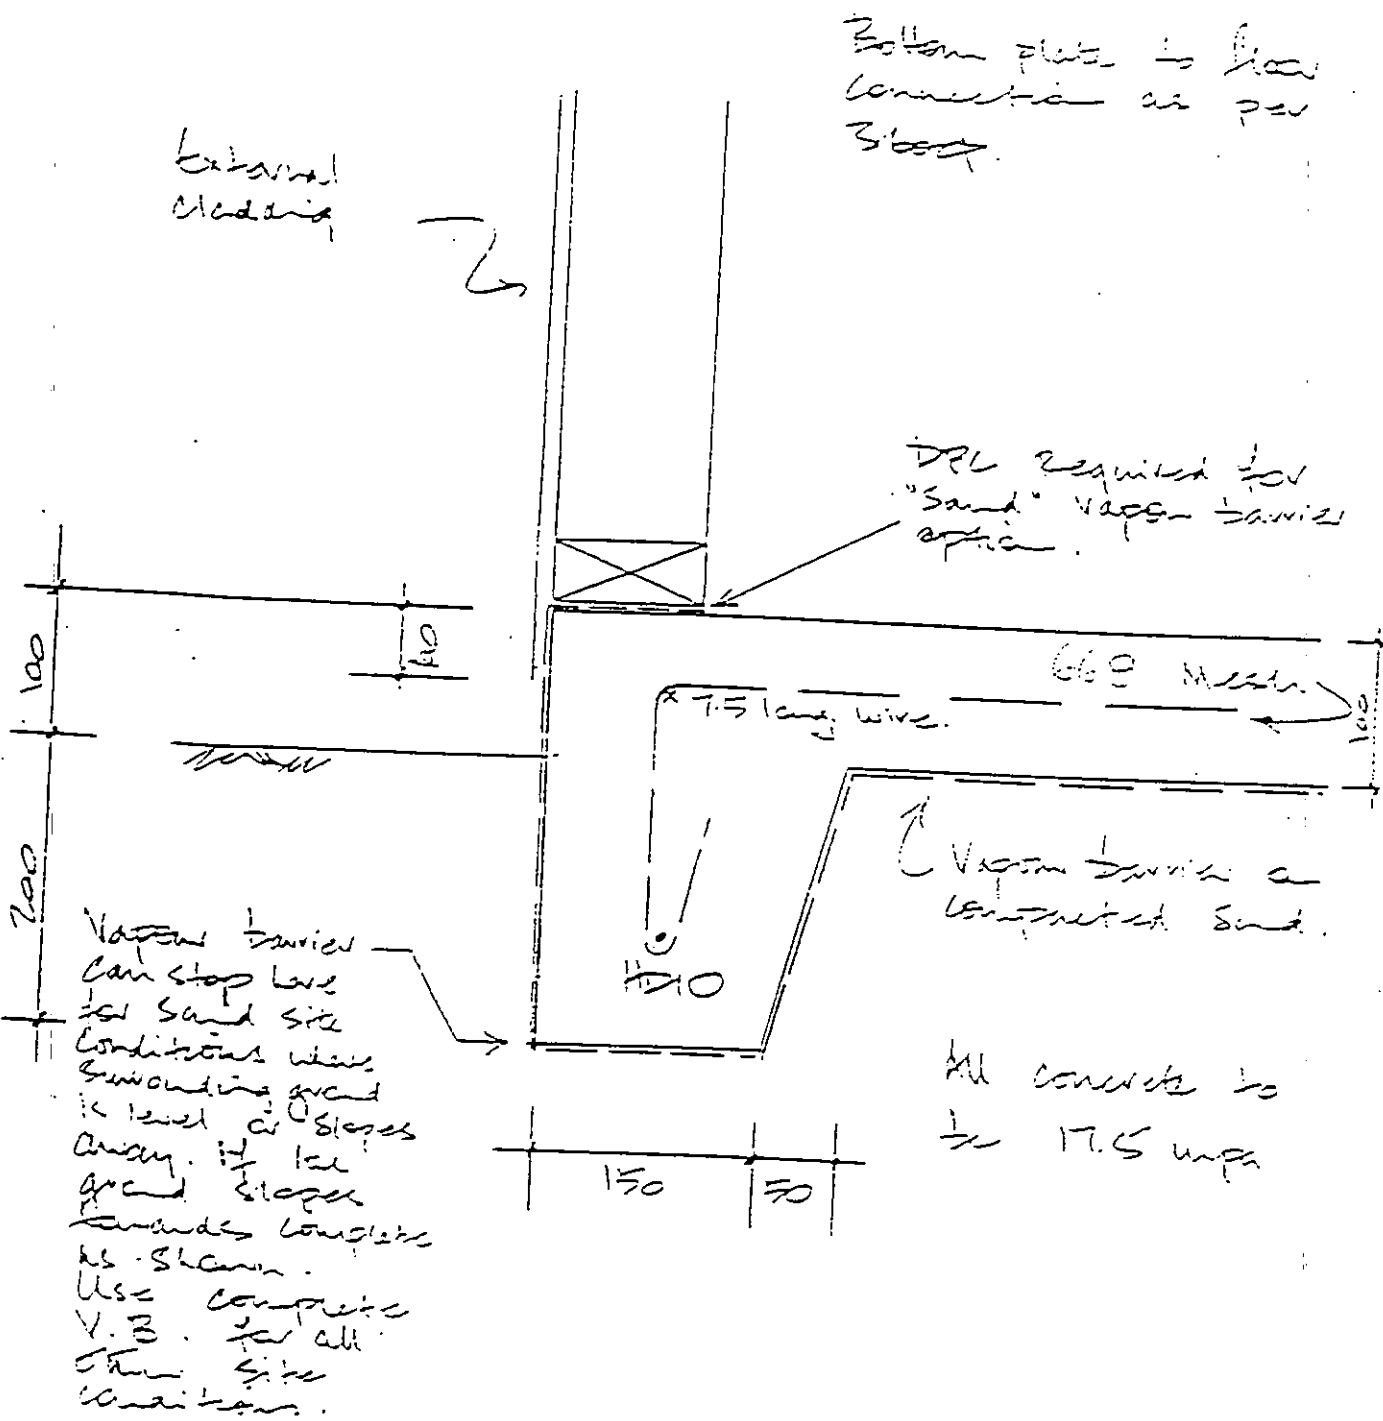 Bottom plate to floor
connection as per
External
cladding
DPC Required for
"Sand" Vapour barrier
option.
100
40
668 Mesh.
7.5 long wire.
100
200
Vapour barrier on
compacted Sand.
HD10
Vapour barrier
can stop here
for Sand site
conditions where
surrounding ground
is level or slopes
away. If the
ground slopes
towards complete
as shown.
Use complete
V.B. for all
other site
conditions.
All concrete to
be 17.5 mpa
150
50